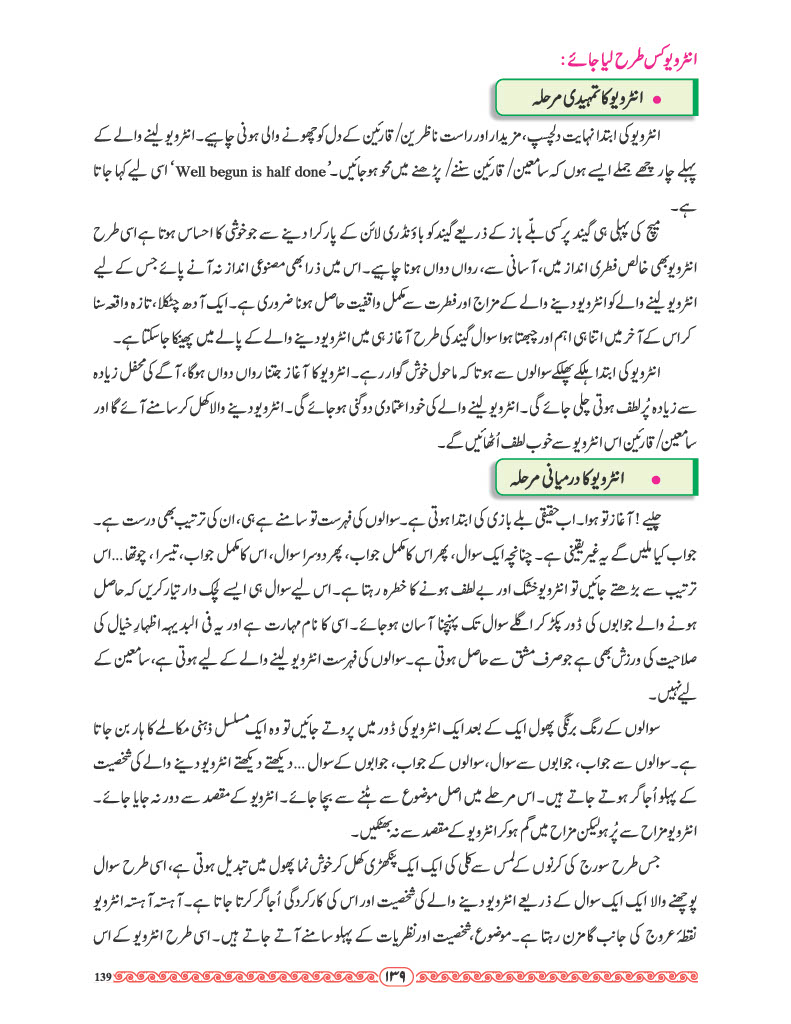 انٹرویو کس طرح لیا جائے :
• انٹرویو کا تمہیدی مرحلہ
انٹرویو کی ابتدا نہایت دلچسپ، مزیدار اور راست ناظرین/ قارئین کے دل کو چھونے والی ہونی چاہیے۔ انٹرویو لینے والے کے
پہلے چار چھے جملے ایسے ہوں کہ سامعین/ قارئین سننے/ پڑھنے میں محو ہوجائیں۔ ’Well begun is half done‘ اسی لیے کہا جاتا
ہے۔
میچ کی پہلی ہی گیند پر کسی بلّے باز کے ذریعے گیند کو باؤنڈری لائن کے پار کرا دینے سے جو خوشی کا احساس ہوتا ہے اسی طرح
انٹرویو بھی خالص فطری انداز میں، آسانی سے، رواں دواں ہونا چاہیے۔ اس میں ذرا بھی مصنوعی انداز نہ آنے پائے جس کے لیے
انٹرویو لینے والے کو انٹرویو دینے والے کے مزاج اور فطرت سے مکمل واقفیت حاصل ہونا ضروری ہے۔ ایک آدھ چٹکلا، تازہ واقعہ سنا
کر اس کے آخر میں اتنا ہی اہم اور چبھتا ہوا سوال گیند کی طرح آغاز ہی میں انٹرویو دینے والے کے پالے میں پھینکا جاسکتا ہے۔
انٹرویو کی ابتدا ہلکے پھلکے سوالوں سے ہو تا کہ ماحول خوش گوار رہے۔ انٹرویو کا آغاز جتنا رواں دواں ہوگا، آگے کی محفل زیادہ
سے زیادہ پُر لطف ہوتی چلی جائے گی۔ انٹرویو لینے والے کی خود اعتمادی دوگنی ہوجائے گی۔ انٹرویو دینے والا کھل کر سامنے آئے گا اور
سامعین/ قارئین اس انٹرویو سے خوب لطف اُٹھائیں گے۔
• انٹرویو کا درمیانی مرحلہ
چلیے! آغاز تو ہوا۔ اب حقیقی بلے بازی کی ابتدا ہوتی ہے۔ سوالوں کی فہرست تو سامنے ہے ہی، ان کی ترتیب بھی درست ہے۔
جواب کیا ملیں گے یہ غیر یقینی ہے۔ چنانچہ ایک سوال، پھر اس کا مکمل جواب، پھر دوسرا سوال، اس کا مکمل جواب، تیسرا، چوتھا ... اس
ترتیب سے بڑھتے جائیں تو انٹرویو خشک اور بے لطف ہونے کا خطرہ رہتا ہے۔ اس لیے سوال ہی ایسے لچک دار تیار کریں کہ حاصل
ہونے والے جوابوں کی ڈور پکڑ کر اگلے سوال تک پہنچنا آسان ہوجائے۔ اسی کا نام مہارت ہے اور یہ فی البدیہہ اظہارِ خیال کی
صلاحیت کی ورزش بھی ہے جو صرف مشق سے حاصل ہوتی ہے۔ سوالوں کی فہرست انٹرویو لینے والے کے لیے ہوتی ہے، سامعین کے
لیے نہیں۔
سوالوں کے رنگ برنگی پھول ایک کے بعد ایک انٹرویو کی ڈور میں پروتے جائیں تو وہ ایک مسلسل ذہنی مکالمے کا ہار بن جاتا
ہے۔ سوالوں سے جواب، جوابوں سے سوال، سوالوں کے جواب، جوابوں کے سوال ... دیکھتے دیکھتے انٹرویو دینے والے کی شخصیت
کے پہلو اُجاگر ہوتے جاتے ہیں۔ اس مرحلے میں اصل موضوع سے ہٹنے سے بچا جائے۔ انٹرویو کے مقصد سے دور نہ جایا جائے۔
انٹرویو مزاح سے پُر ہو لیکن مزاح میں گم ہو کر انٹرویو کے مقصد سے نہ بھٹکیں۔
جس طرح سورج کی کرنوں کے لمس سے کلی کی ایک ایک پنکھڑی کھل کر خوش نما پھول میں تبدیل ہوتی ہے، اسی طرح سوال
پوچھنے والا ایک ایک سوال کے ذریعے انٹرویو دینے والے کی شخصیت اور اس کی کارکردگی اُجاگر کرتا جاتا ہے۔ آہستہ آہستہ انٹرویو
نقطۂ عروج کی جانب گامزن رہتا ہے۔ موضوع، شخصیت اور نظریات کے پہلو سامنے آتے جاتے ہیں۔ اسی طرح انٹرویو کے اس
139 ۱۳۹